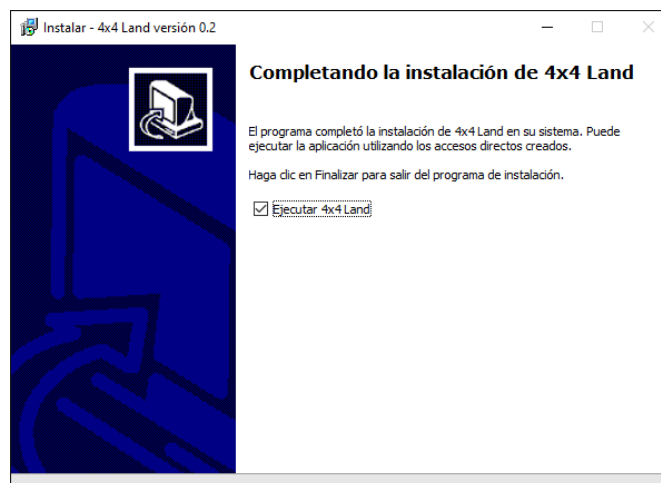 Instalar - 4x4 Land versión 0.2
Completando la instalación de 4x4 Land
El programa completó la instalación de 4x4 Land en su sistema. Puede
ejecutar la aplicación utilizando los accesos directos creados.
Haga clic en Finalizar para salir del programa de instalación.
Ejecutar 4x4 Land